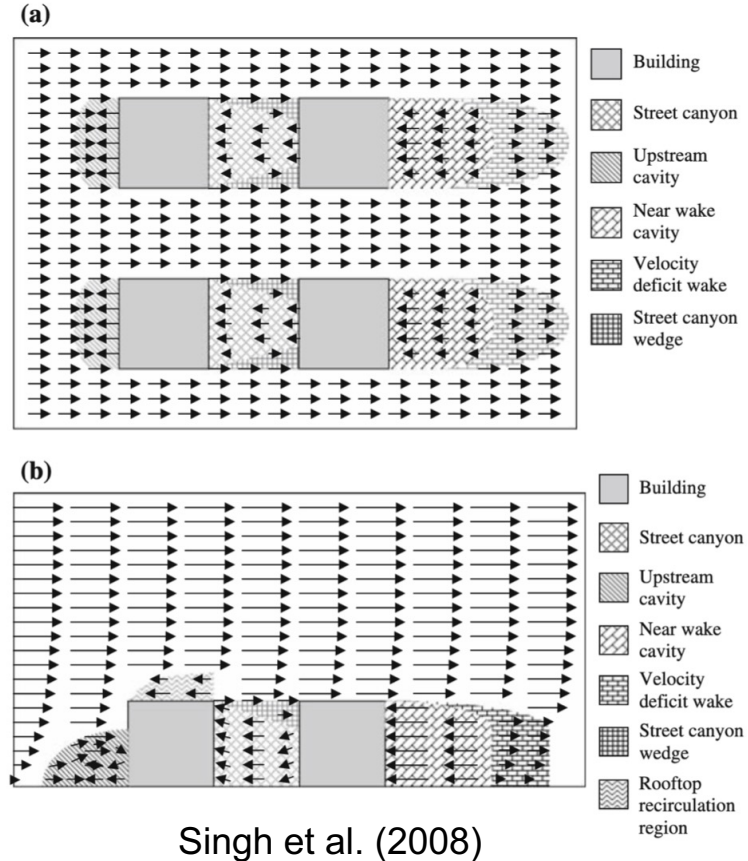 (a)
Building
Street canyon
Upstream
cavity
Near wake
cavity
Velocity
deficit wake
Street canyon
wedge
(b)
Building
Street canyon
Upstream
cavity
Near wake
cavity
Velocity
deficit wake
Street canyon
wedge
Rooftop
recirculation
region
Singh et al. (2008)